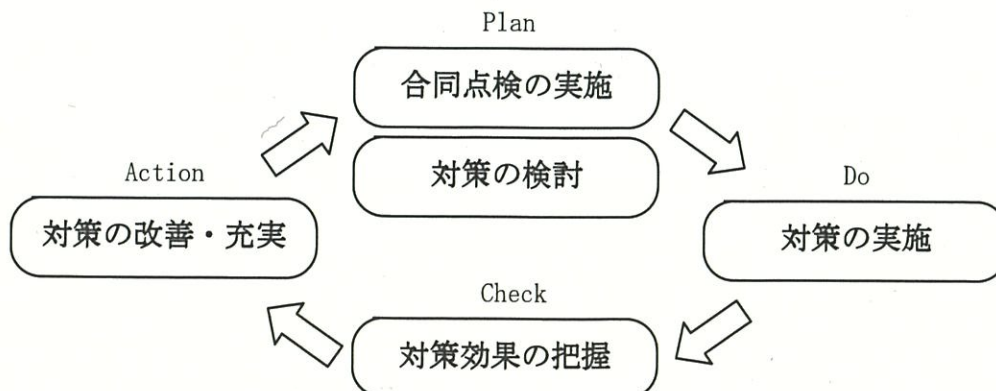 Plan
合同点検の実施
対策の検討
Action
対策の改善・充実
Do
対策の実施
Check
対策効果の把握